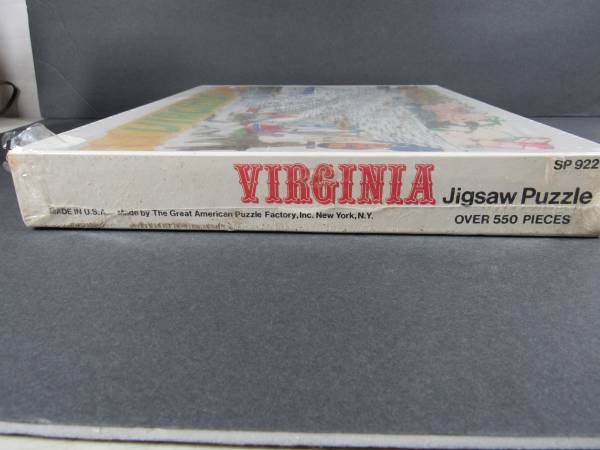 SP 922
VIRGINIA Jigsaw Puzzle
MADE IN U.S.A. Made by The Great American Puzzle Factory, Inc. New York, N.Y.
OVER 550 PIECES